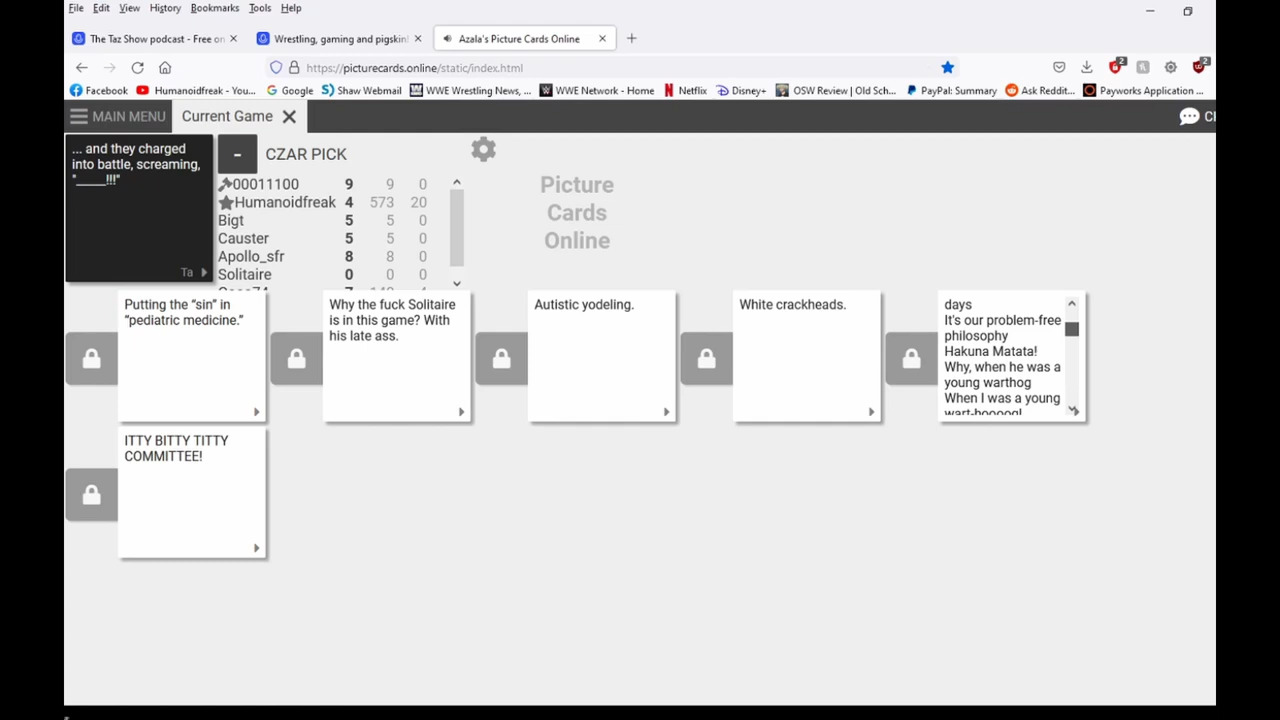 File Edit View History Bookmarks Tools Help
The Taz Show podcast - Free on
Wrestling, gaming and pigskin!
Azala's Picture Cards Online
https://picturecards.online/static/index.html
2
2
Facebook Humanoidfreak - You... Google Shaw Webmail WWE Wrestling News, ... WWE Network - Home Netflix Disney+ OSW Review | Old Sch... PayPal: Summary Ask Reddit... Payworks Application ...
MAIN MENU Current Game
... and they charged
into battle, screaming,
"_____!!!"
Ta
- CZAR PICK
00011100 9 9 0
Humanoidfreak 4 573 20
Bigt 5 5 0
Causter 5 5 0
Apollo_sfr 8 8 0
Solitaire 0 0 0
Picture
Cards
Online
Putting the “sin” in
“pediatric medicine.”
Why the fuck Solitaire
is in this game? With
his late ass.
Autistic yodeling.
White crackheads.
days
It's our problem-free
philosophy
Hakuna Matata!
Why, when he was a
young warthog
When I was a young
wart-hoooog!
ITTY BITTY TITTY
COMMITTEE!